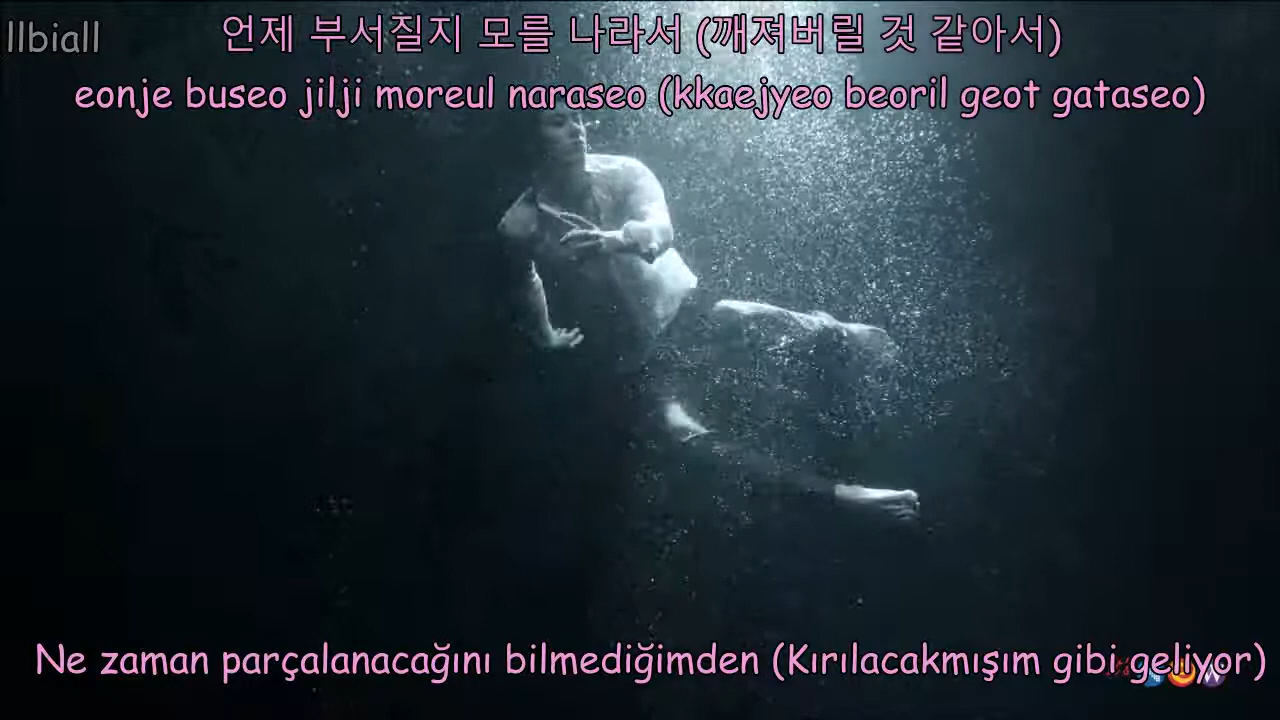 llbiall
언제 부서질지 모를 나라서 (깨져버릴 것 같아서)
eonje buseo jilji moreul naraseo (kkaejyeo beoril geot gataseo)
Ne zaman parçalanacağını bilmediğimden (Kırılacakmışım gibi geliyor)